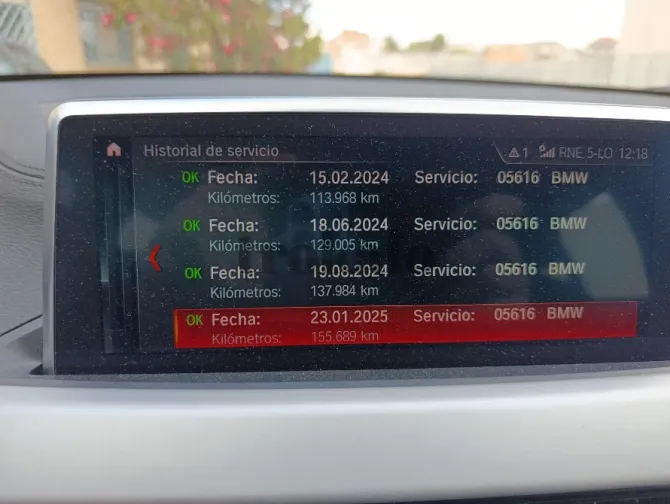 Historial de servicio
1 RNE 5-LO 12:18
OK Fecha: 15.02.2024 Servicio: 05616 BMW
Kilómetros: 113.968 km
OK Fecha: 18.06.2024 Servicio: 05616 BMW
Kilómetros: 129.005 km
OK Fecha: 19.08.2024 Servicio: 05616 BMW
Kilómetros: 137.984 km
OK Fecha: 23.01.2025 Servicio: 05616 BMW
Kilómetros: 155.689 km